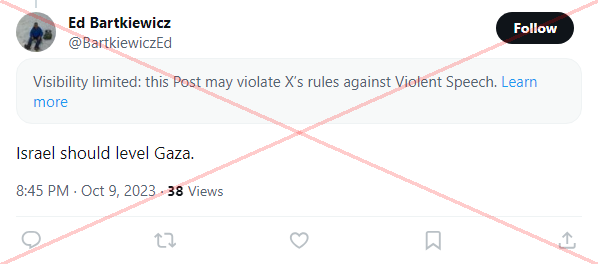 Ed Bartkiewicz
@BartkiewiczEd
Follow
Visibility limited: this Post may violate X's rules against Violent Speech. Learn
more
Israel should level Gaza.
8:45 PM · Oct 9, 2023 · 38 Views